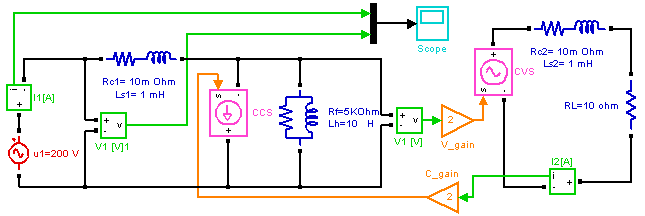 Scope
Rc1= 10m Ohm
Ls1= 1 mH
I1[A]
i
+
-
V1 [V]1
+
-
v
u1=200 V
s
CCS
+
Rf=5KOhm
Lh=10 H
V1 [V]
+
-
v
2
V_gain
CVS
s
+
Rc2= 10m Ohm
Ls2= 1 mH
RL=10 ohm
I2[A]
i
-
+
C_gain
2